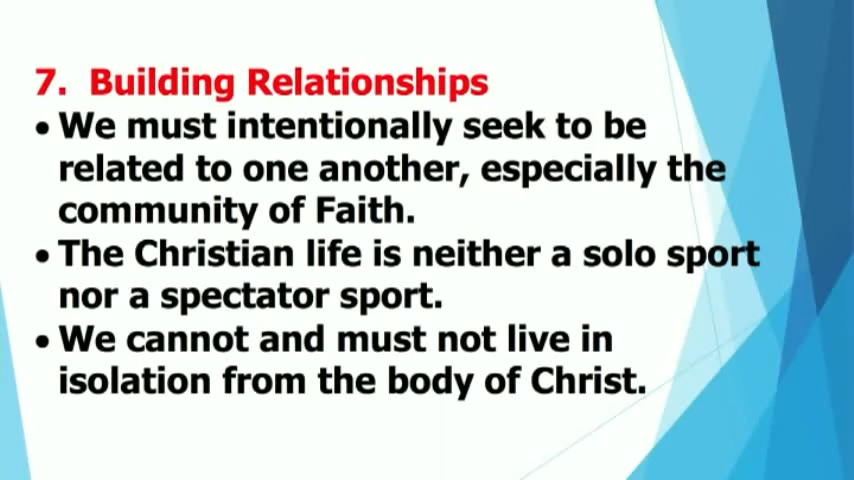 7. Building Relationships
• We must intentionally seek to be
related to one another, especially the
community of Faith.
• The Christian life is neither a solo sport
nor a spectator sport.
• We cannot and must not live in
isolation from the body of Christ.